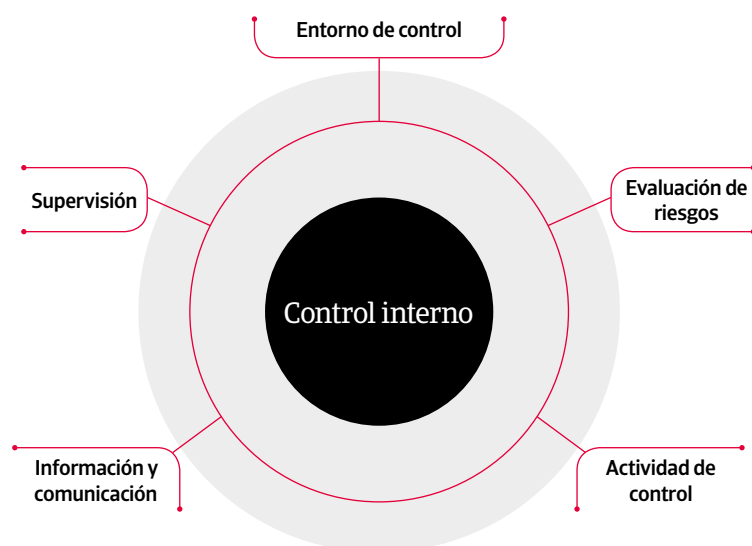 Entorno de control
Supervisión
Evaluación de
riesgos
Control interno
Información y
comunicación
Actividad de
control